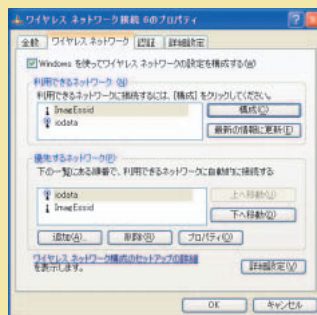 ワイヤレス ネットワーク接続 6のプロパティ
全般 ワイヤレス ネットワーク 認証 詳細設定
Windows を使ってワイヤレス ネットワークの設定を構成する(W)
利用できるネットワーク(N)
利用できるネットワークに接続するには、[構成] をクリックしてください。
ImagEssid
iodata
構成(C)
最新の情報に更新(E)
優先するネットワーク(P)
下の一覧にある順番で、利用できるネットワークに自動的に接続する
iodata
ImagEssid
上へ移動(U)
下へ移動(D)
追加(A)... 削除(R) プロパティ(O)
ワイヤレス ネットワーク構成のセットアップの詳細
を表示します。
詳細設定(V)
OK キャンセル